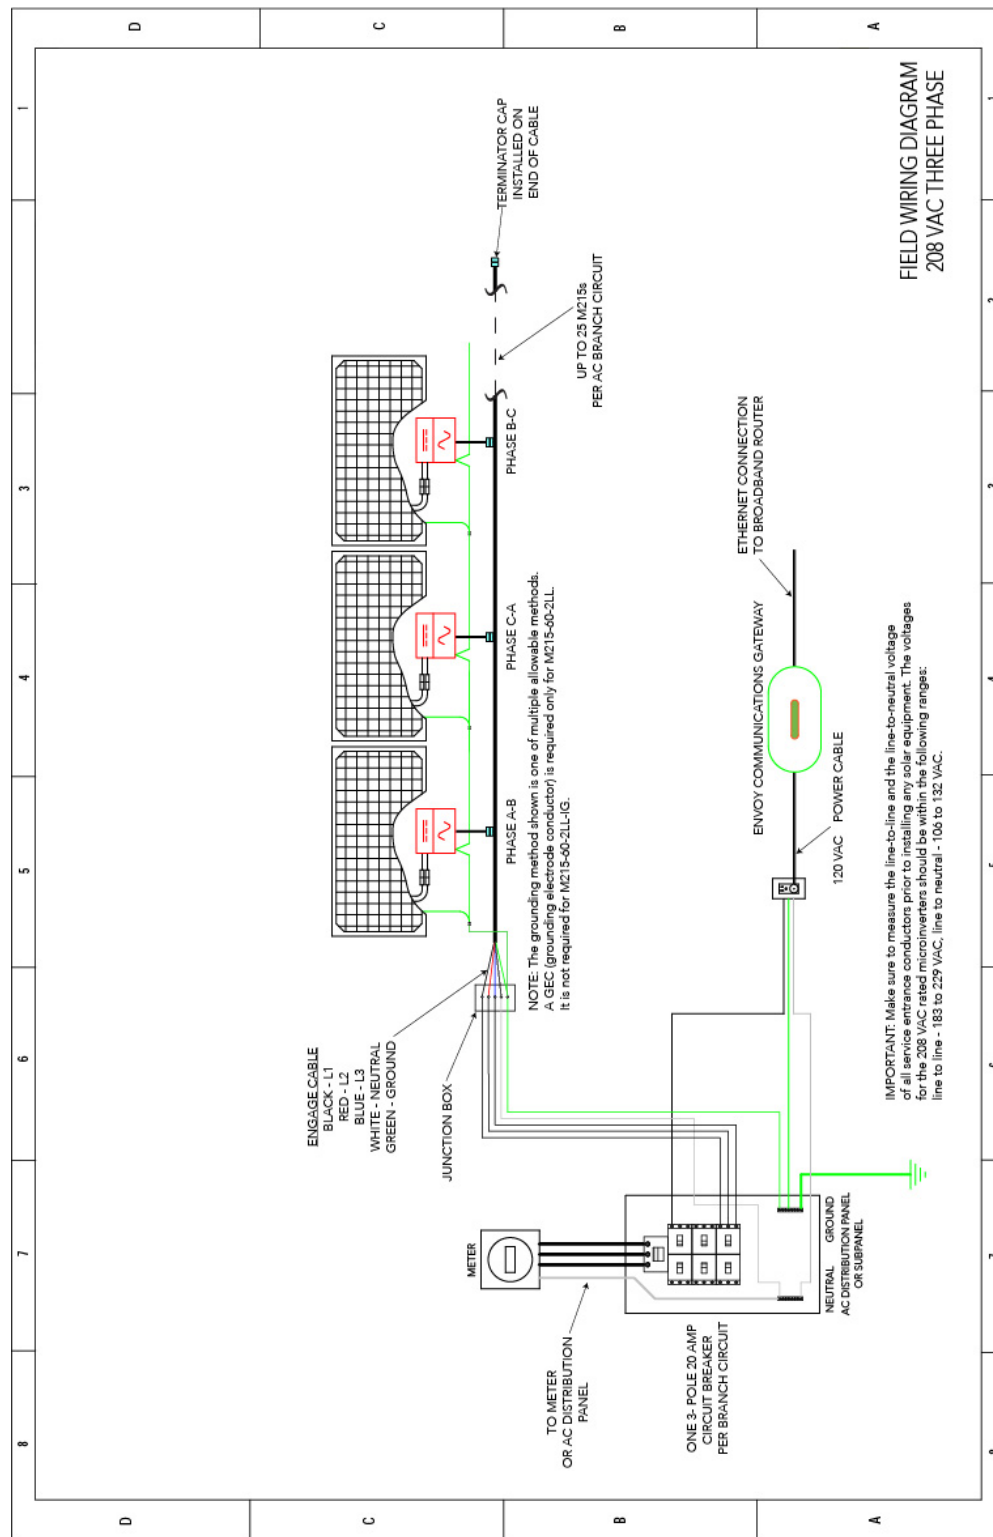 D
C
B
A
1
2
3
4
5
6
7
8
TERMINATOR CAP
INSTALLED ON
END OF CABLE
UP TO 25 M215s
PER AC BRANCH CIRCUIT
PHASE A-B
PHASE C-A
PHASE B-C
NOTE: The grounding method shown is one of multiple allowable methods.
A GEC (grounding electrode conductor) is required only for M215-60-2LL.
It is not required for M215-60-2LL-IG.
ENGAGE CABLE
BLACK - L1
RED - L2
BLUE - L3
WHITE - NEUTRAL
GREEN - GROUND
JUNCTION BOX
METER
TO METER
OR AC DISTRIBUTION
PANEL
ONE 3- POLE 20 AMP
CIRCUIT BREAKER
PER BRANCH CIRCUIT
NEUTRAL GROUND
AC DISTRIBUTION PANEL
OR SUBPANEL
ENVOY COMMUNICATIONS GATEWAY
120 VAC POWER CABLE
ETHERNET CONNECTION
TO BROADBAND ROUTER
IMPORTANT: Make sure to measure the line-to-line and the line-to-neutral voltage
of all service entrance conductors prior to installing any solar equipment. The voltages
for the 208 VAC rated microinverters should be within the following ranges:
line to line - 183 to 229 VAC, line to neutral - 106 to 132 VAC.
FIELD WIRING DIAGRAM
208 VAC THREE PHASE
D
C
B
A